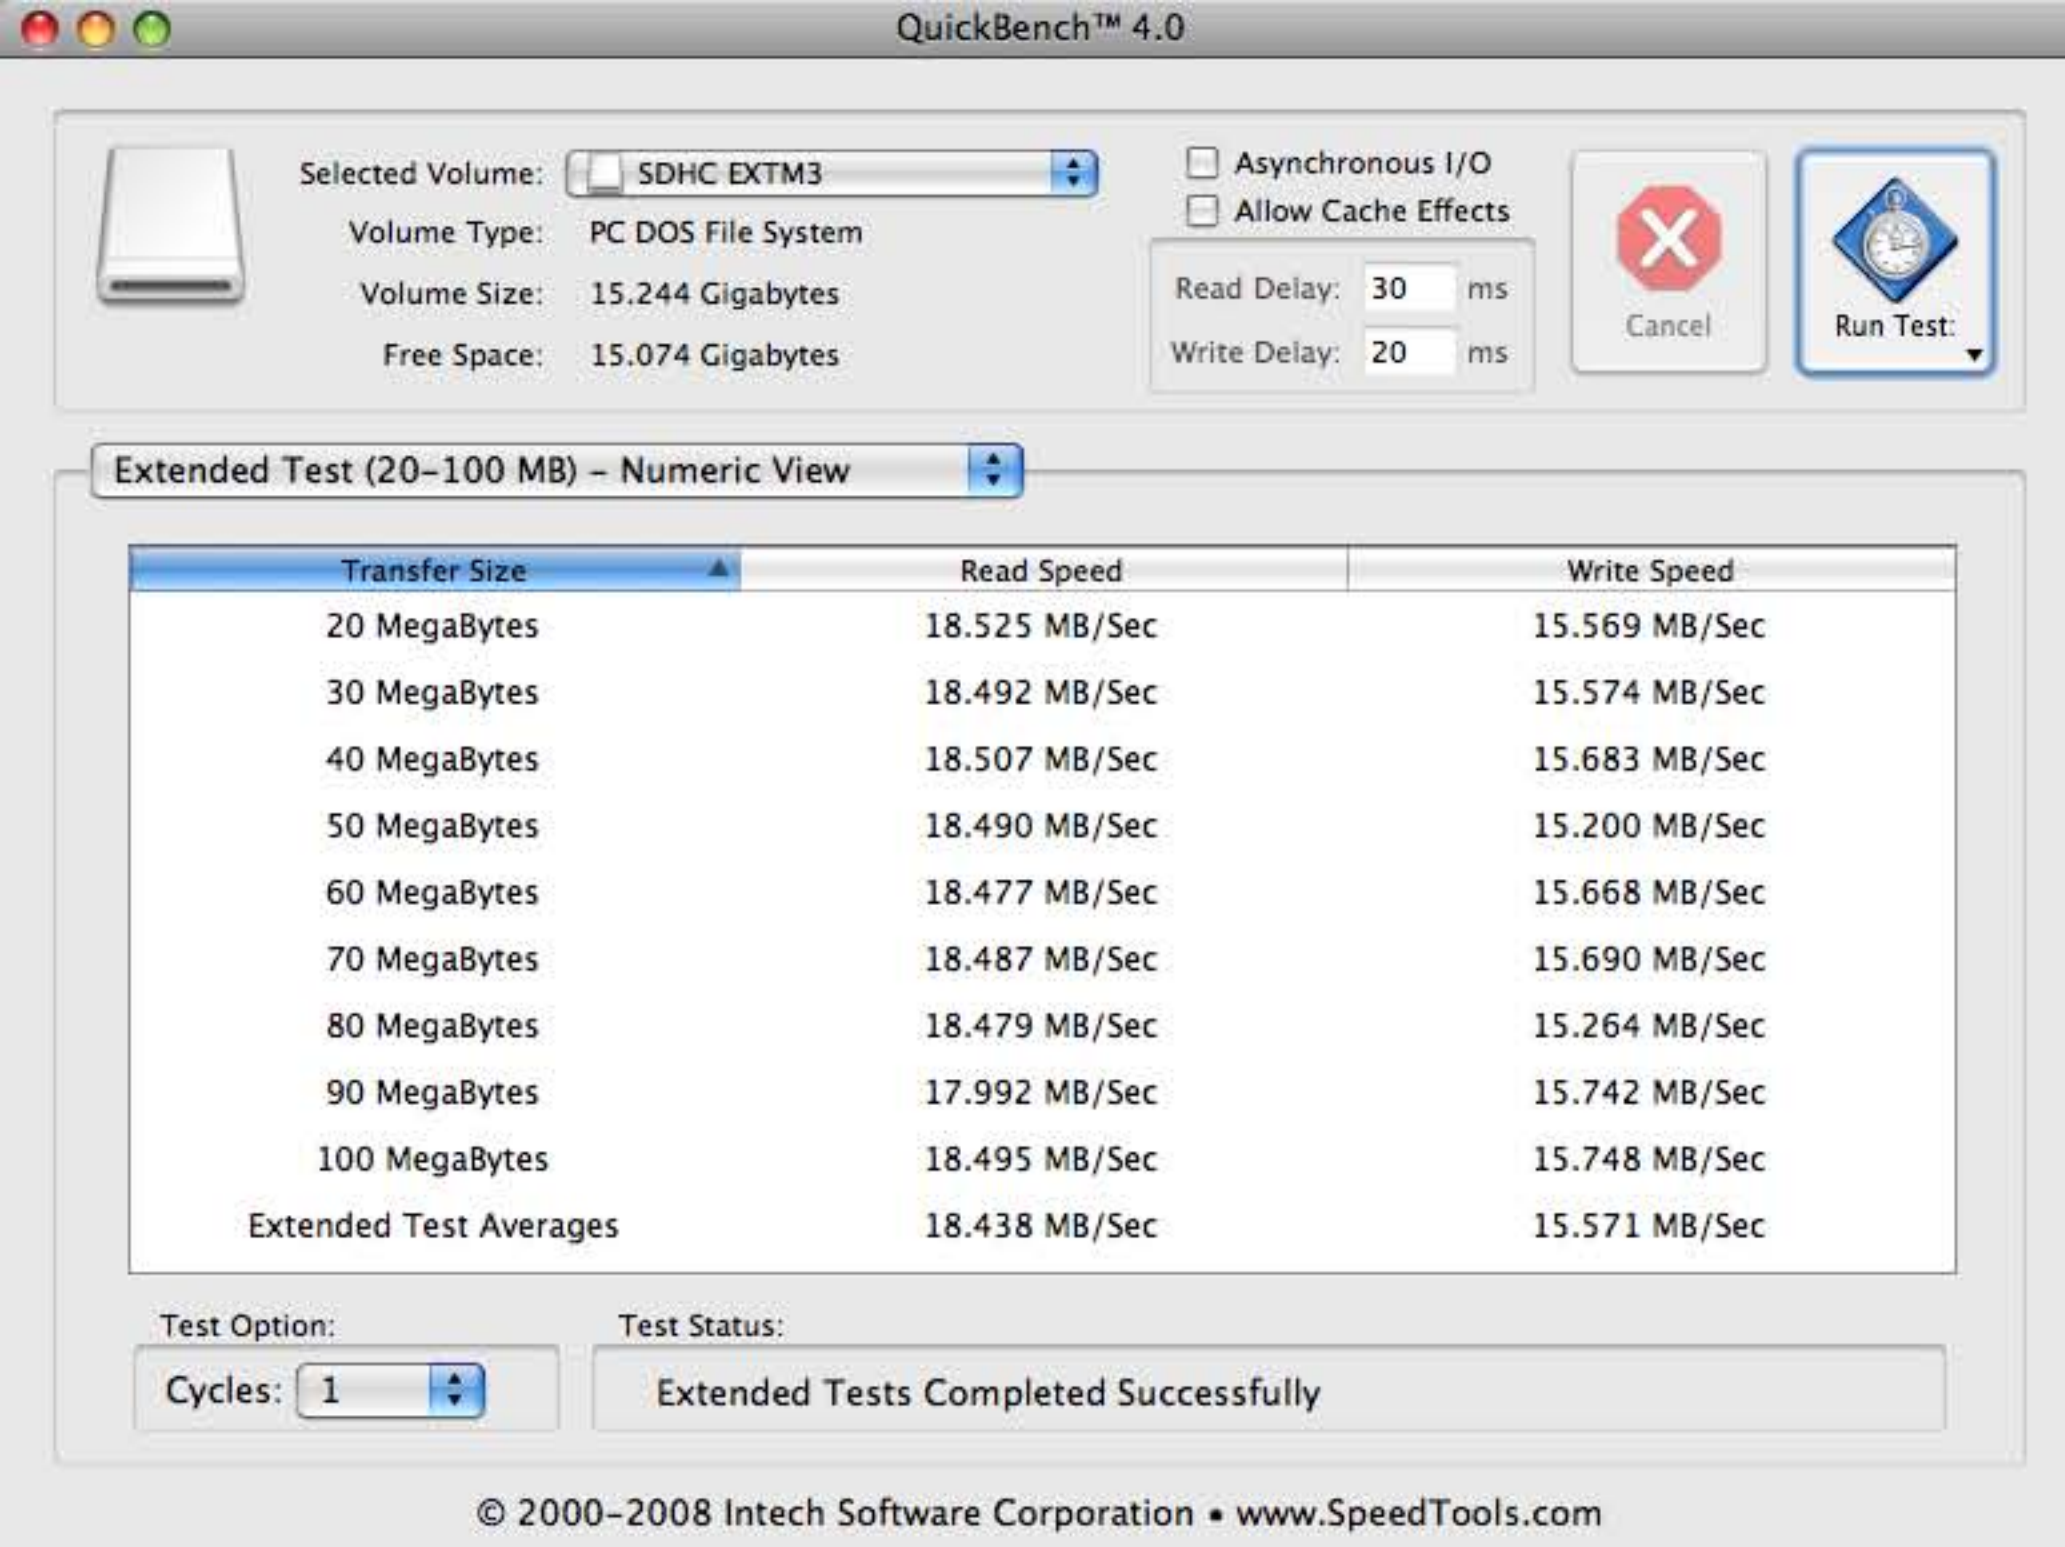 QuickBench™ 4.0
Selected Volume: SDHC EXTM3
Volume Type: PC DOS File System
Volume Size: 15.244 Gigabytes
Free Space: 15.074 Gigabytes
Asynchronous I/O
Allow Cache Effects
Read Delay: 30 ms
Write Delay: 20 ms
Cancel
Run Test:
Extended Test (20-100 MB) - Numeric View
Transfer Size Read Speed Write Speed
20 MegaBytes 18.525 MB/Sec 15.569 MB/Sec
30 MegaBytes 18.492 MB/Sec 15.574 MB/Sec
40 MegaBytes 18.507 MB/Sec 15.683 MB/Sec
50 MegaBytes 18.490 MB/Sec 15.200 MB/Sec
60 MegaBytes 18.477 MB/Sec 15.668 MB/Sec
70 MegaBytes 18.487 MB/Sec 15.690 MB/Sec
80 MegaBytes 18.479 MB/Sec 15.264 MB/Sec
90 MegaBytes 17.992 MB/Sec 15.742 MB/Sec
100 MegaBytes 18.495 MB/Sec 15.748 MB/Sec
Extended Test Averages 18.438 MB/Sec 15.571 MB/Sec
Test Option:
Cycles: 1
Test Status:
Extended Tests Completed Successfully
© 2000-2008 Intech Software Corporation • www.SpeedTools.com